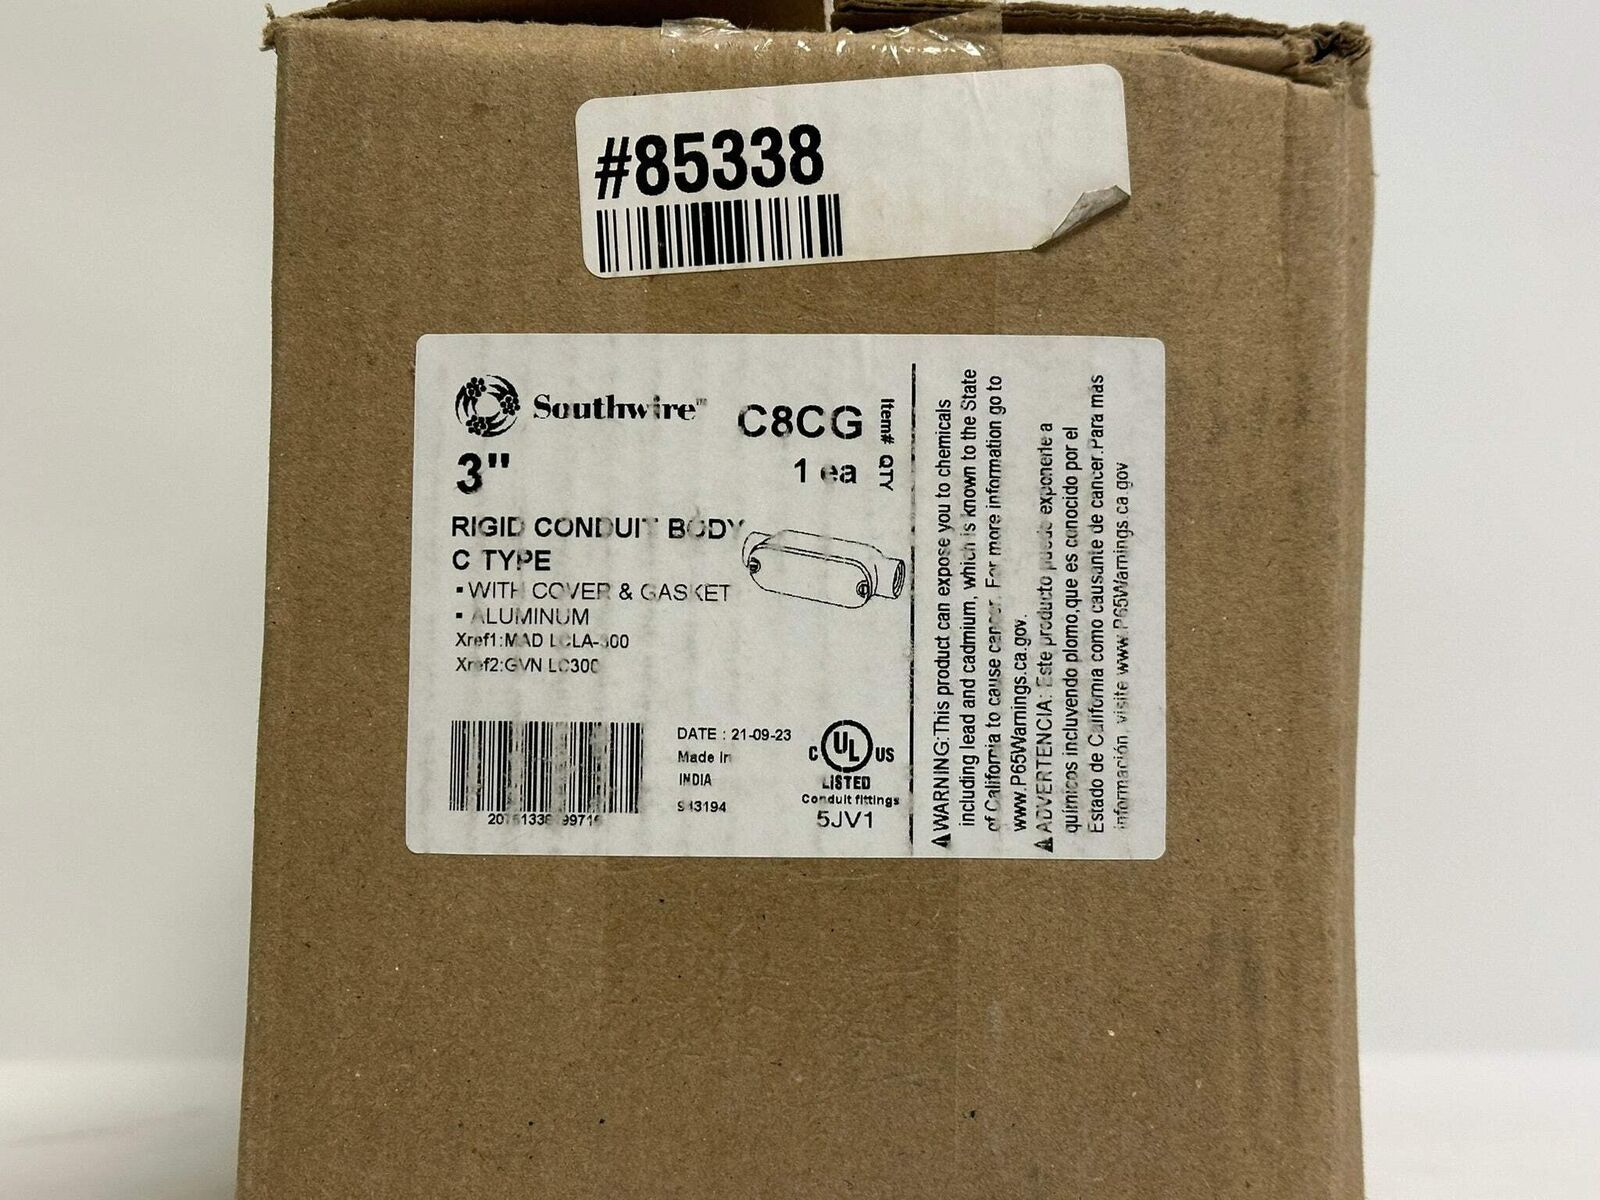 #85338
Southwire™
C8CG
Item#
3"
1 ea
QTY
RIGID CONDUIT BODY
C TYPE
▪ WITH COVER & GASKET
▪ ALUMINUM
Xref1:MAD
Xref2:GVN LC300
DATE : 21-09-23
Made In
INDIA
C UL US
LISTED
Conduit fittings
5JV1
⚠WARNING:This product can expose you to chemicals
including lead and cadmium, which is known to the State
of California to cause cancer. For more information go to
www.P65Warnings.ca.gov.
⚠ADVERTENCIA: Este producto puede exponerle a
químicos incluyendo plomo,que es conocido por el
Estado de California como causante de cancer.Para más
información, visite www.P65Warnings.ca.gov